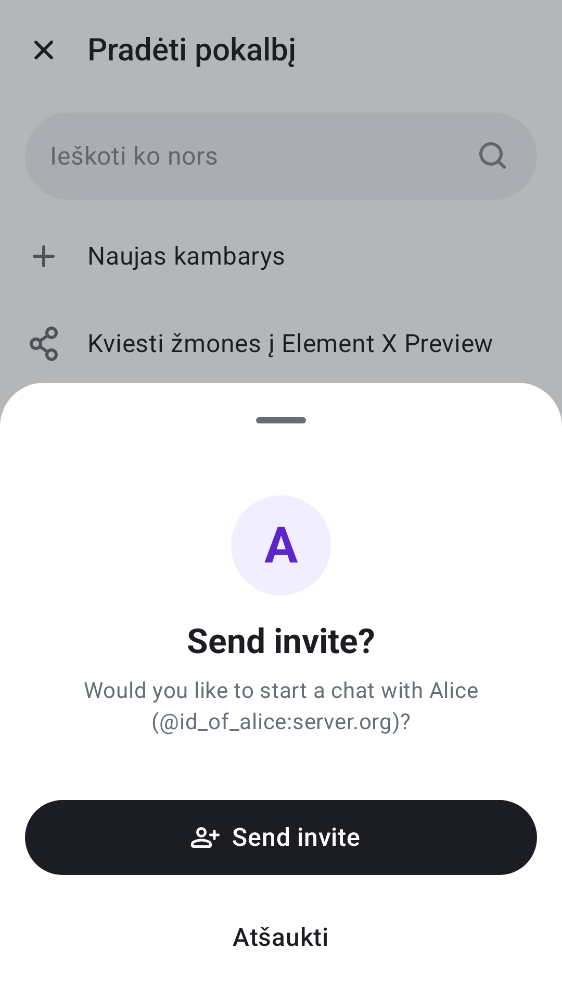 Pradėti pokalbį
Ieškoti ko nors
Naujas kambarys
Kviesti žmones į Element X Preview
A
Send invite?
Would you like to start a chat with Alice
(@id_of_alice:server.org)?
Send invite
Atšaukti